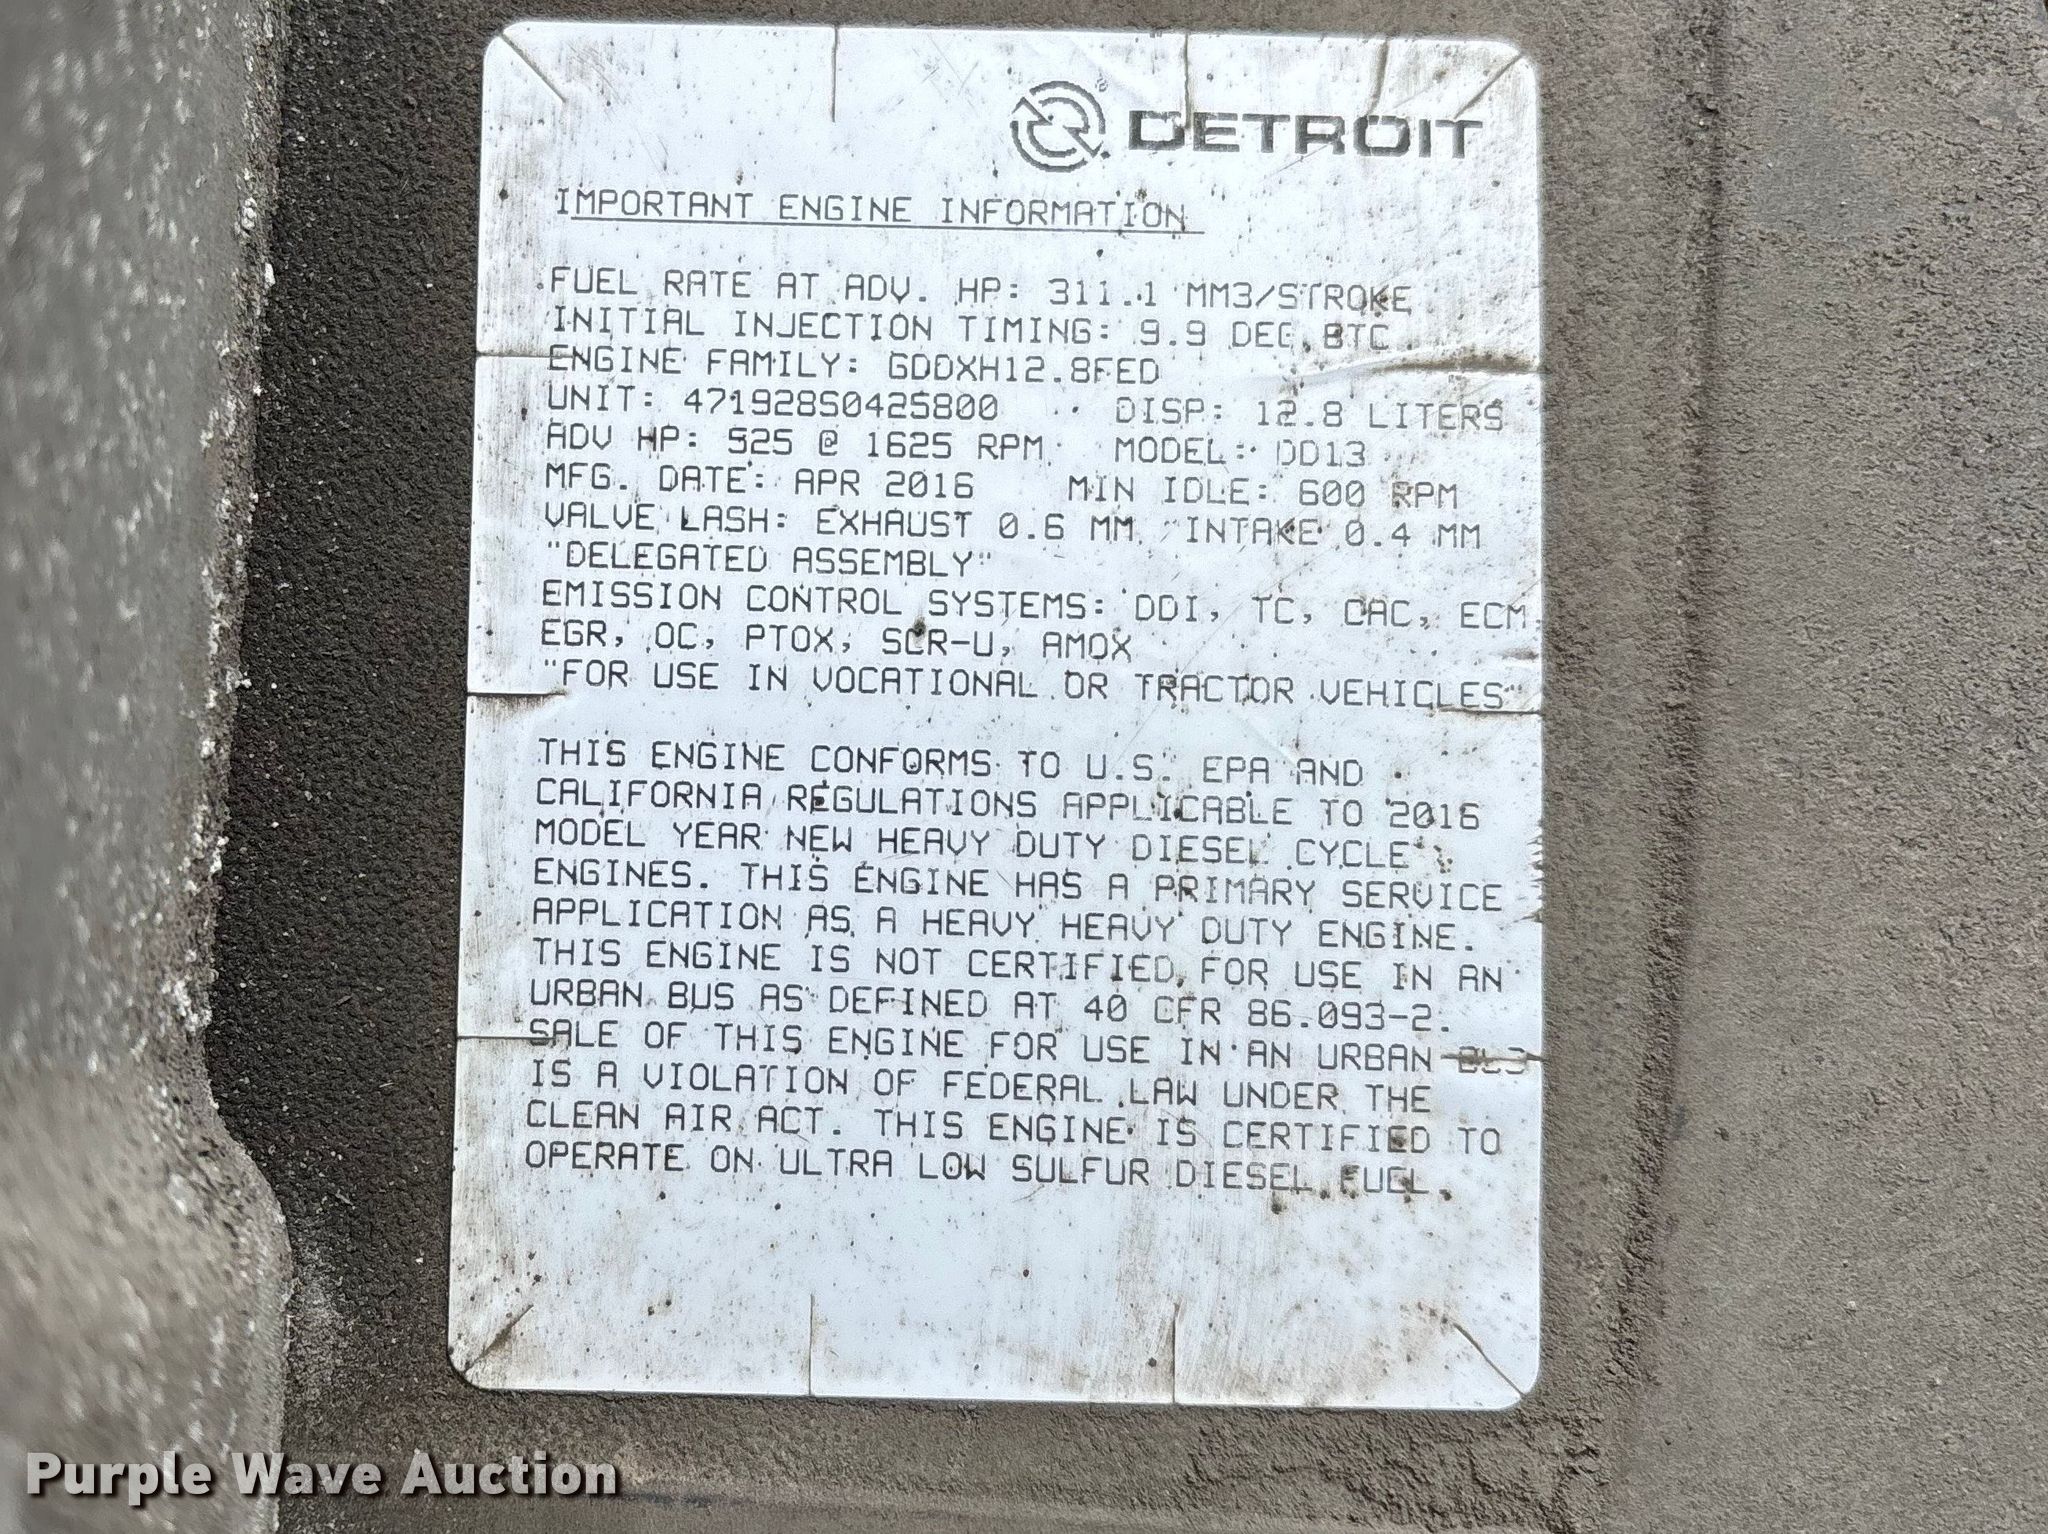 DETROIT
IMPORTANT ENGINE INFORMATION
FUEL RATE AT ADV. HP: 311.1 MM3/STROKE
INITIAL INJECTION TIMING: 9.9 DEG. BTC
ENGINE FAMILY: GDDXH12.8FED
UNIT: 471928S0425800 DISP: 12.8 LITERS
ADV HP: 525 @ 1625 RPM MODEL: DD13
MFG. DATE: APR 2016 MIN IDLE: 600 RPM
VALVE LASH: EXHAUST 0.6 MM INTAKE 0.4 MM
"DELEGATED ASSEMBLY"
EMISSION CONTROL SYSTEMS: DDI, TC, CAC, ECM,
EGR, OC, PTOX, SCR-U, AMOX
"FOR USE IN VOCATIONAL OR TRACTOR VEHICLES"
THIS ENGINE CONFORMS TO U.S. EPA AND
CALIFORNIA REGULATIONS APPLICABLE TO 2016
MODEL YEAR NEW HEAVY DUTY DIESEL CYCLE
ENGINES. THIS ENGINE HAS A PRIMARY SERVICE
APPLICATION AS A HEAVY HEAVY DUTY ENGINE.
THIS ENGINE IS NOT CERTIFIED FOR USE IN AN
URBAN BUS AS DEFINED AT 40 CFR 86.093-2.
SALE OF THIS ENGINE FOR USE IN AN URBAN BUS
IS A VIOLATION OF FEDERAL LAW UNDER THE
CLEAN AIR ACT. THIS ENGINE IS CERTIFIED TO
OPERATE ON ULTRA LOW SULFUR DIESEL FUEL.
Purple Wave Auction